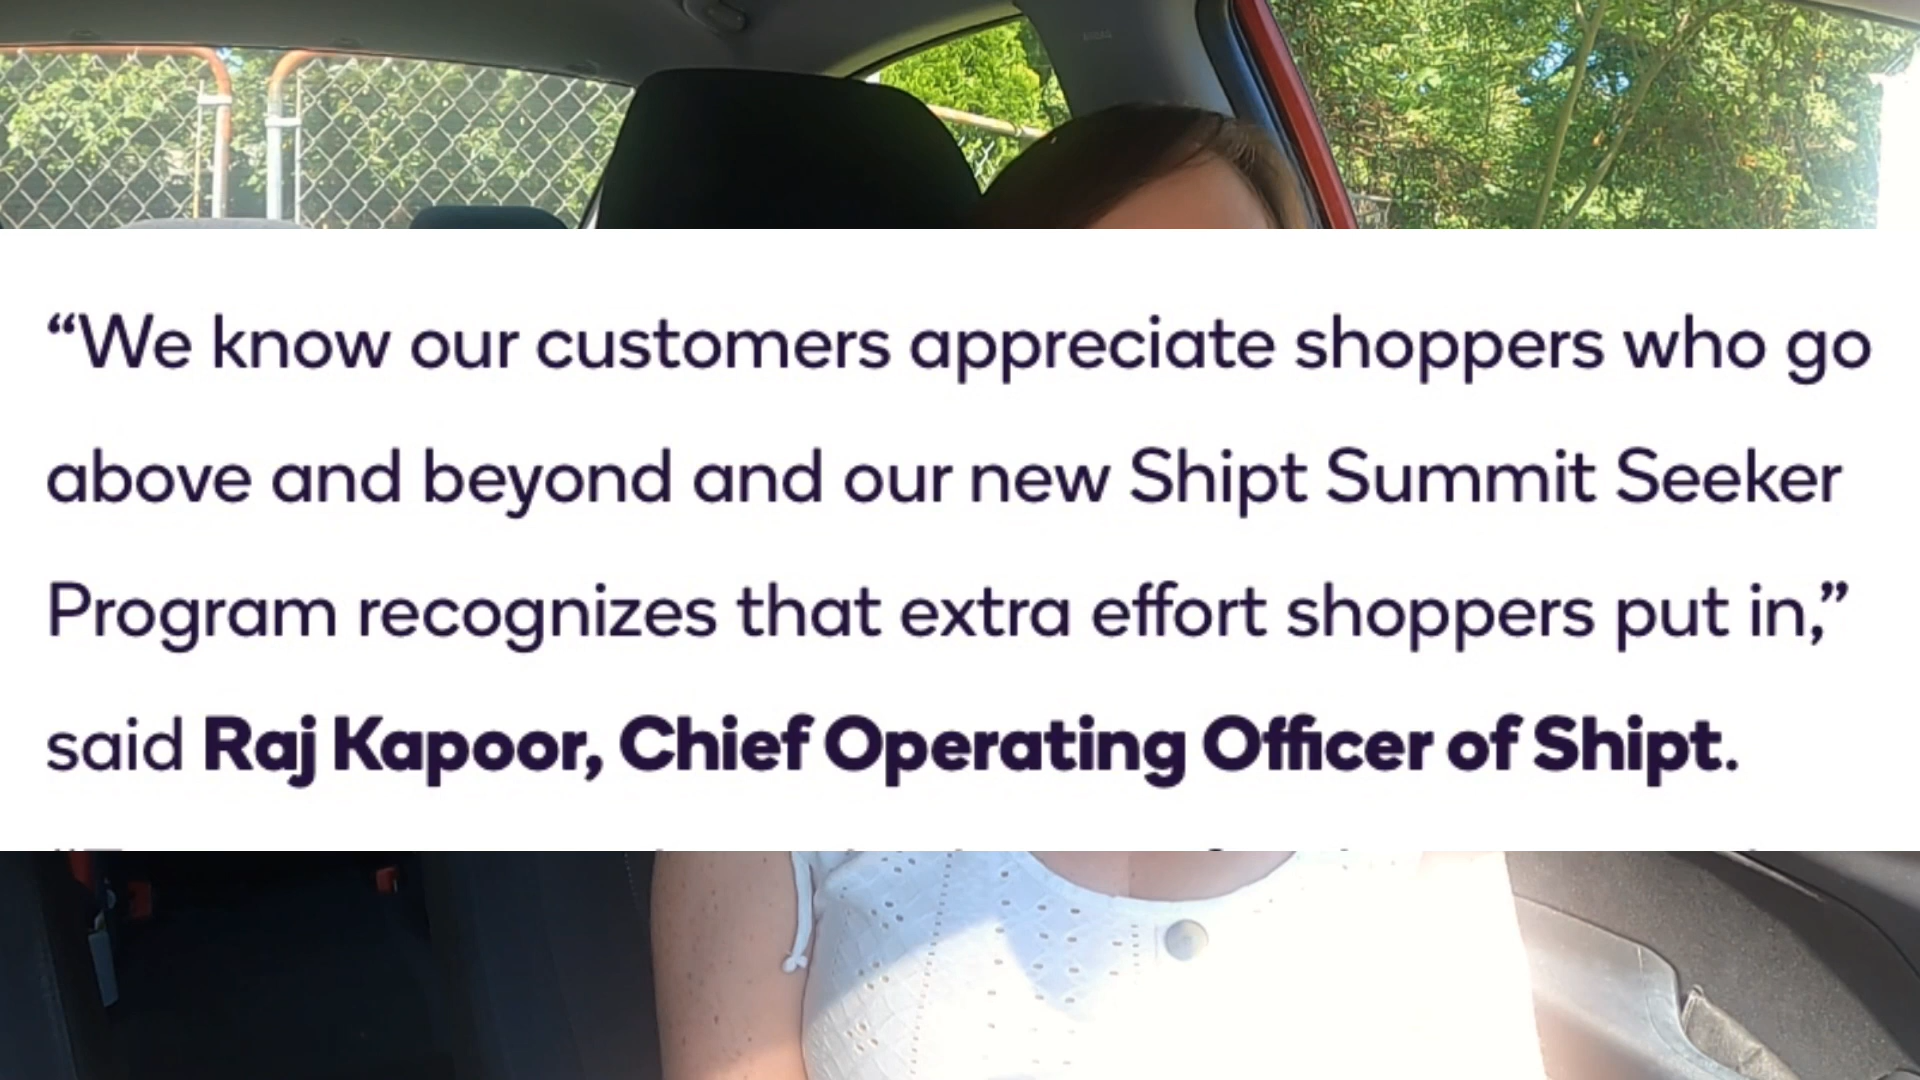 “We know our customers appreciate shoppers who go
above and beyond and our new Shipt Summit Seeker
Program recognizes that extra effort shoppers put in,”
said Raj Kapoor, Chief Operating Officer of Shipt.